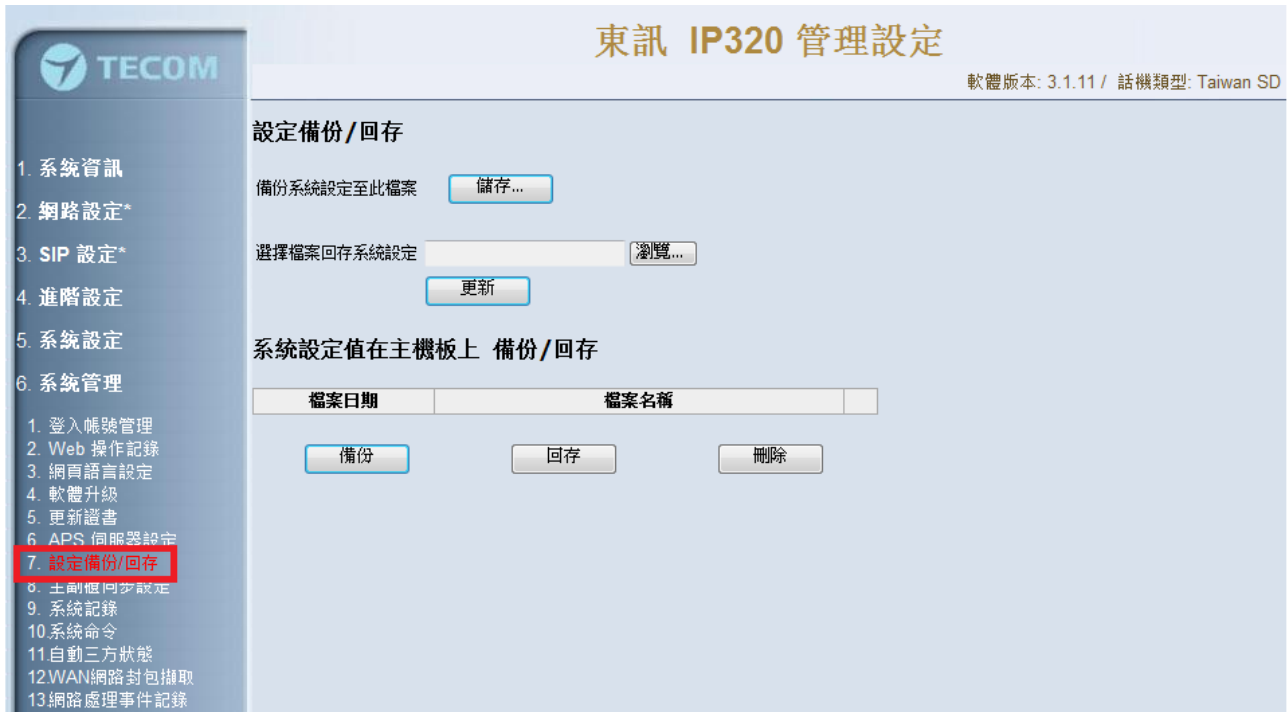 TECOM
東訊 IP320 管理設定
軟體版本: 3.1.11 / 話機類型: Taiwan SD
1. 系統資訊
2. 網路設定*
3. SIP 設定*
4. 進階設定
5. 系統設定
6. 系統管理
1. 登入帳號管理
2. Web 操作記錄
3. 網頁語言設定
4. 軟體升級
5. 更新證書
6. APS 伺服器設定
7. 設定備份/回存
8. 主副櫃同步設定
9. 系統記錄
10.系統命令
11.自動三方狀態
12.WAN網路封包擷取
13.網路處理事件記錄
設定備份/回存
備份系統設定至此檔案 儲存...
選擇檔案回存系統設定 瀏覽...
更新
系統設定值在主機板上 備份/回存
檔案日期 檔案名稱
備份 回存 刪除